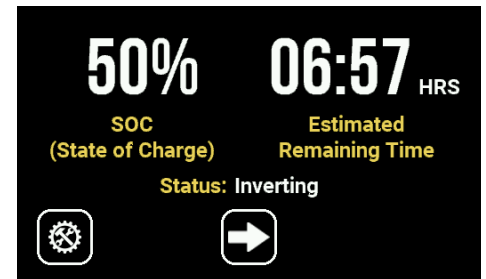 50% 06:57 HRS
SOC Estimated
(State of Charge) Remaining Time
Status: Inverting